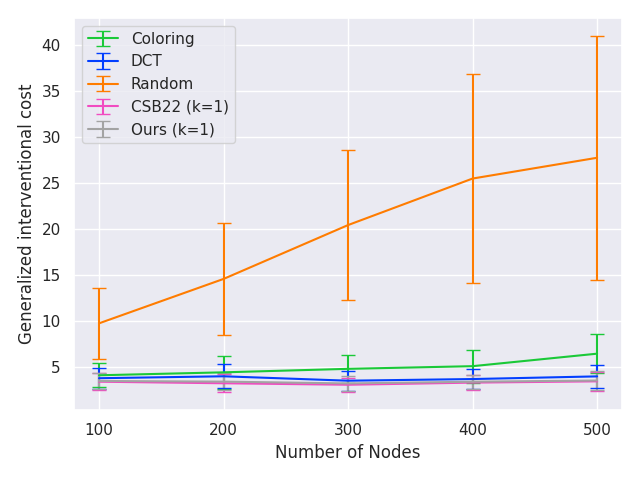 Coloring
DCT
Random
CSB22 (k=1)
Ours (k=1)
Generalized interventional cost
40
35
30
25
20
15
10
5
100 200 300 400 500
Number of Nodes